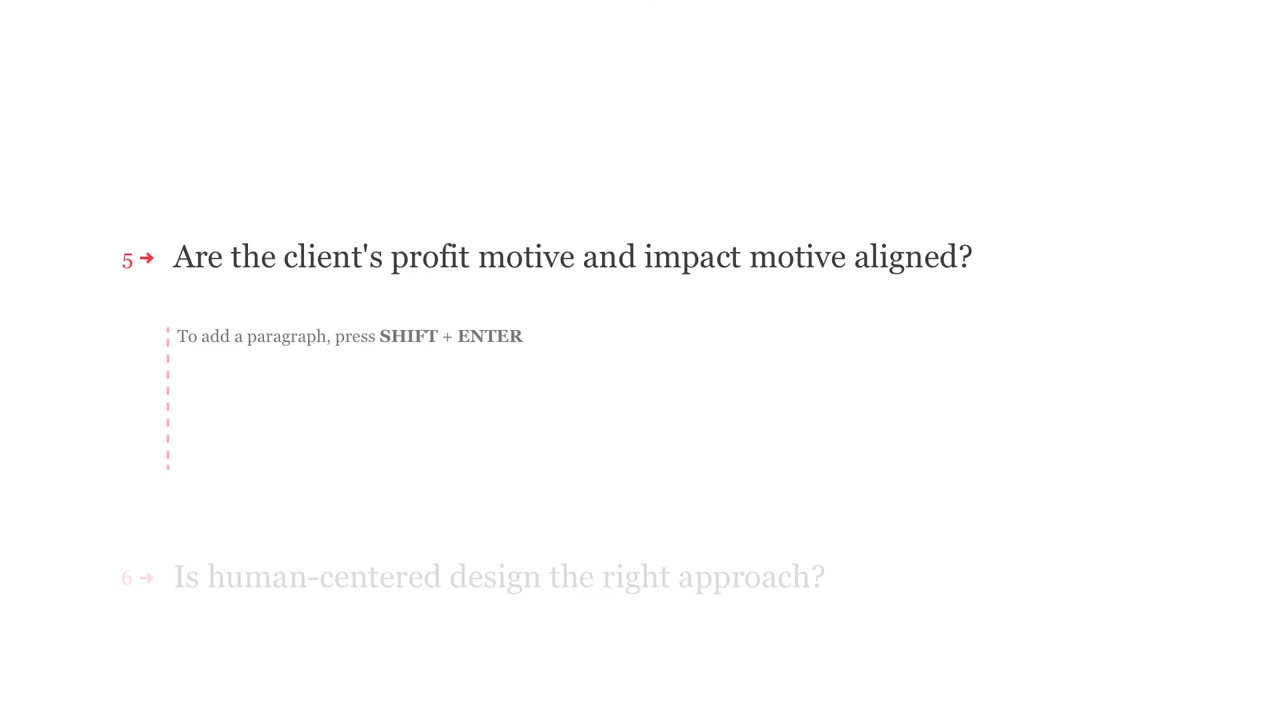 5 → Are the client's profit motive and impact motive aligned?
To add a paragraph, press SHIFT + ENTER
6 → Is human-centered design the right approach?